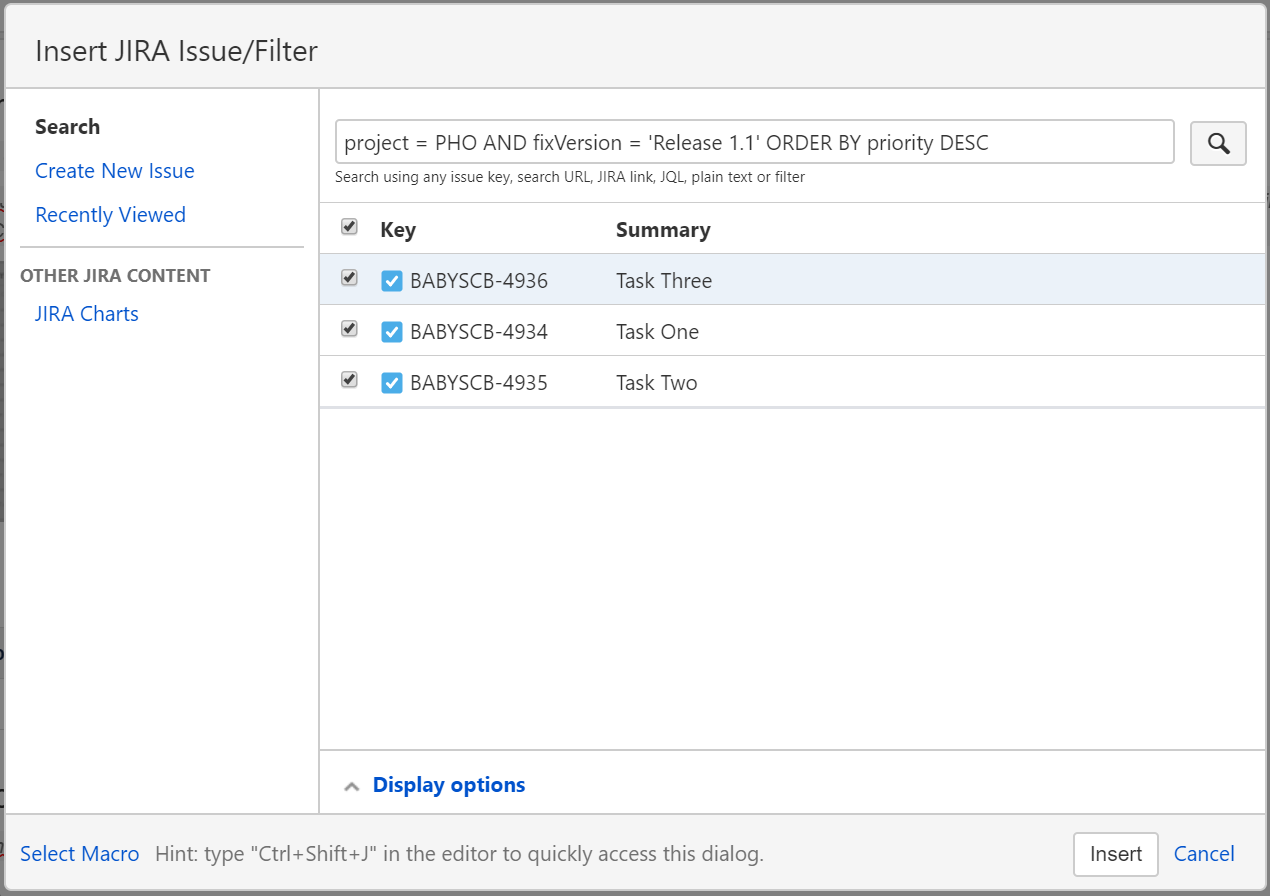 Insert JIRA Issue/Filter
Search
Create New Issue
Recently Viewed
OTHER JIRA CONTENT
JIRA Charts
project = PHO AND fixVersion = 'Release 1.1' ORDER BY priority DESC
Search using any issue key, search URL, JIRA link, JQL, plain text or filter
Key Summary
BABYSCB-4936 Task Three
BABYSCB-4934 Task One
BABYSCB-4935 Task Two
Display options
Select Macro Hint: type "Ctrl+Shift+J" in the editor to quickly access this dialog. Insert Cancel